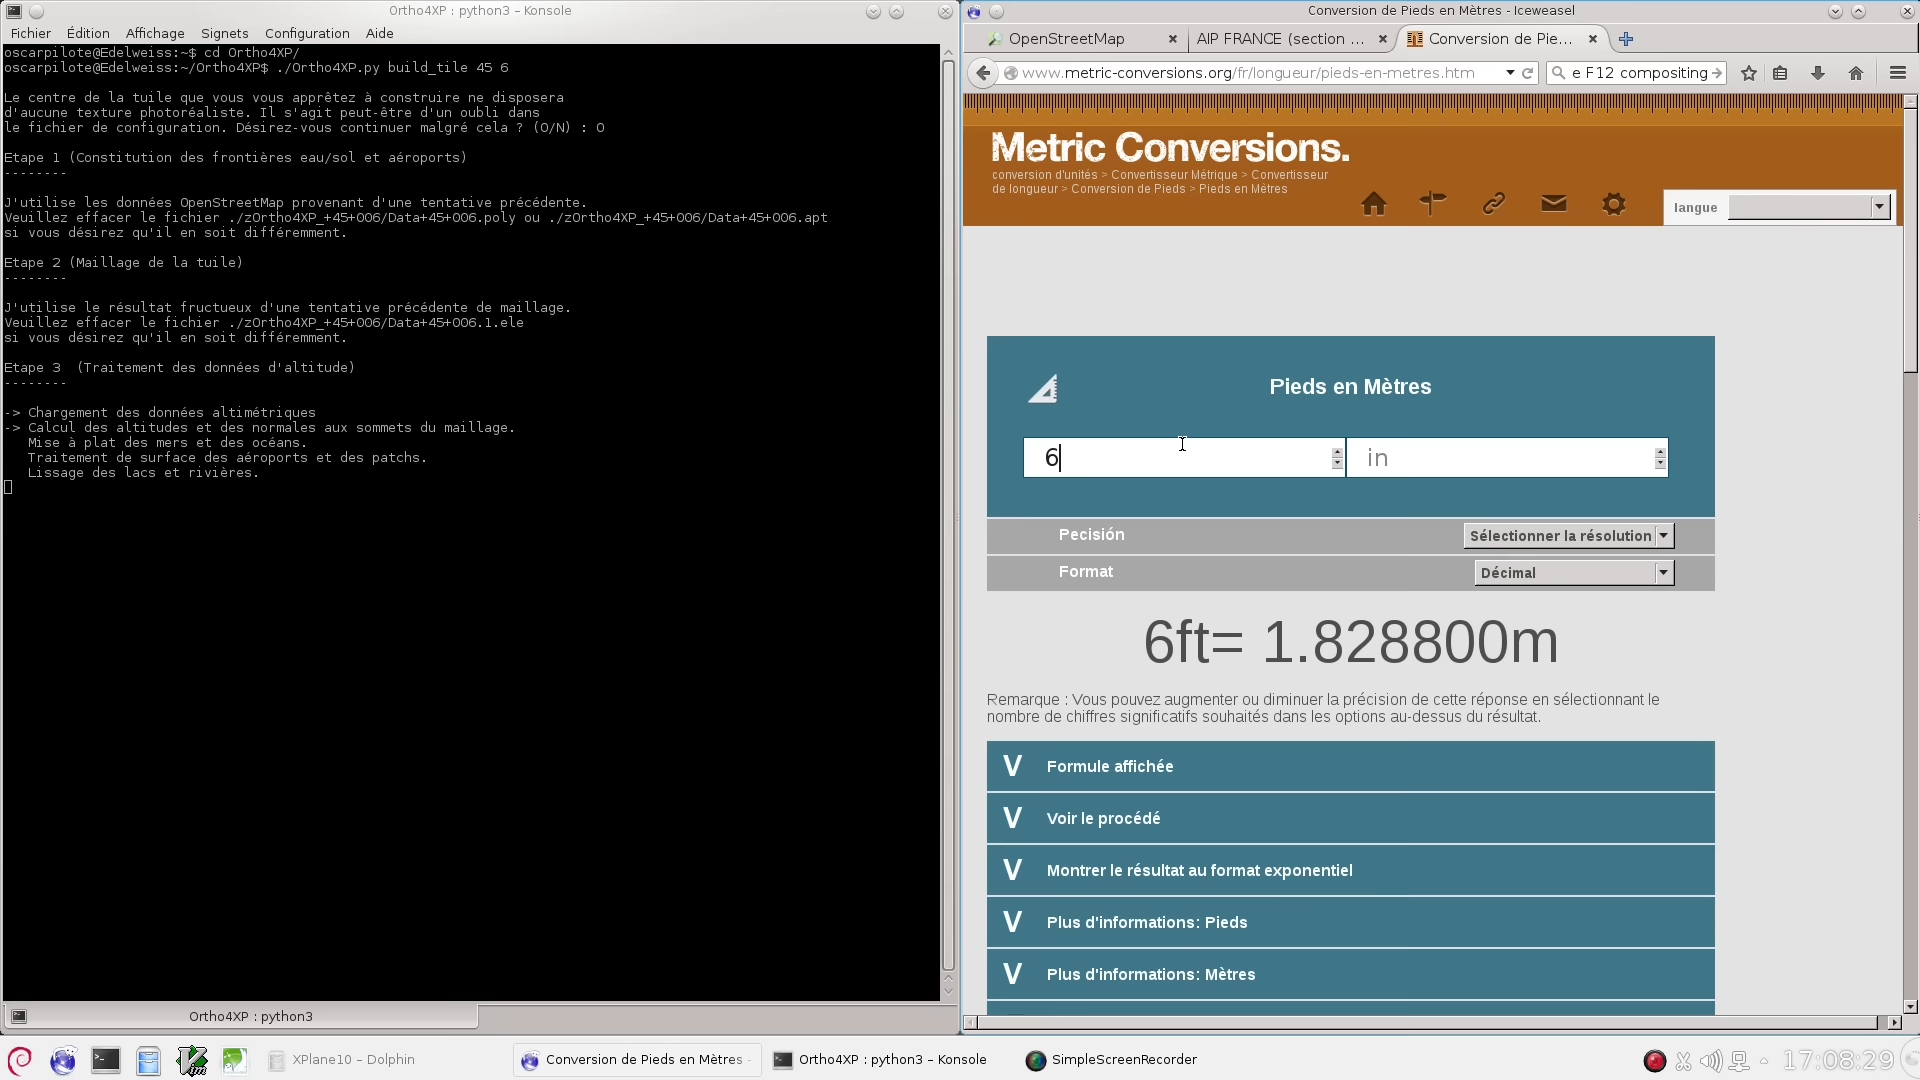 Ortho4XP : python3 – Konsole
Fichier Édition Affichage Signets Configuration Aide
oscarpilote@Edelweiss:~$ cd Ortho4XP/
oscarpilote@Edelweiss:~/Ortho4XP$ ./Ortho4XP.py build_tile 45 6
Le centre de la tuile que vous vous apprêtez à construire ne disposera
d'aucune texture photoréaliste. Il s'agit peut-être d'un oubli dans
le fichier de configuration. Désirez-vous continuer malgré cela ? (O/N) : O
Etape 1 (Constitution des frontières eau/sol et aéroports)
--------
J'utilise les données OpenStreetMap provenant d'une tentative précédente.
Veuillez effacer le fichier ./zOrtho4XP_+45+006/Data+45+006.poly ou ./zOrtho4XP_+45+006/Data+45+006.apt
si vous désirez qu'il en soit différemment.
Etape 2 (Maillage de la tuile)
--------
J'utilise le résultat fructueux d'une tentative précédente de maillage.
Veuillez effacer le fichier ./zOrtho4XP_+45+006/Data+45+006.1.ele
si vous désirez qu'il en soit différemment.
Etape 3  (Traitement des données d'altitude)
--------
-> Chargement des données altimétriques
-> Calcul des altitudes et des normales aux sommets du maillage.
Mise à plat des mers et des océans.
Traitement de surface des aéroports et des patchs.
Lissage des lacs et rivières.
Ortho4XP : python3
Conversion de Pieds en Mètres - Iceweasel
OpenStreetMap AIP FRANCE (section ... Conversion de Pie...
www.metric-conversions.org/fr/longueur/pieds-en-metres.htm e F12 compositing
Metric Conversions.
conversion d'unités > Convertisseur Métrique > Convertisseur
de longueur > Conversion de Pieds > Pieds en Mètres
langue
Pieds en Mètres
6 in
Pecisión Sélectionner la résolution
Format Décimal
6ft= 1.828800m
Remarque : Vous pouvez augmenter ou diminuer la précision de cette réponse en sélectionnant le
nombre de chiffres significatifs souhaités dans les options au-dessus du résultat.
V Formule affichée
V Voir le procédé
V Montrer le résultat au format exponentiel
V Plus d'informations: Pieds
V Plus d'informations: Mètres
XPlane10 – Dolphin Conversion de Pieds en Mètres - Ortho4XP : python3 – Konsole SimpleScreenRecorder 17:08:29